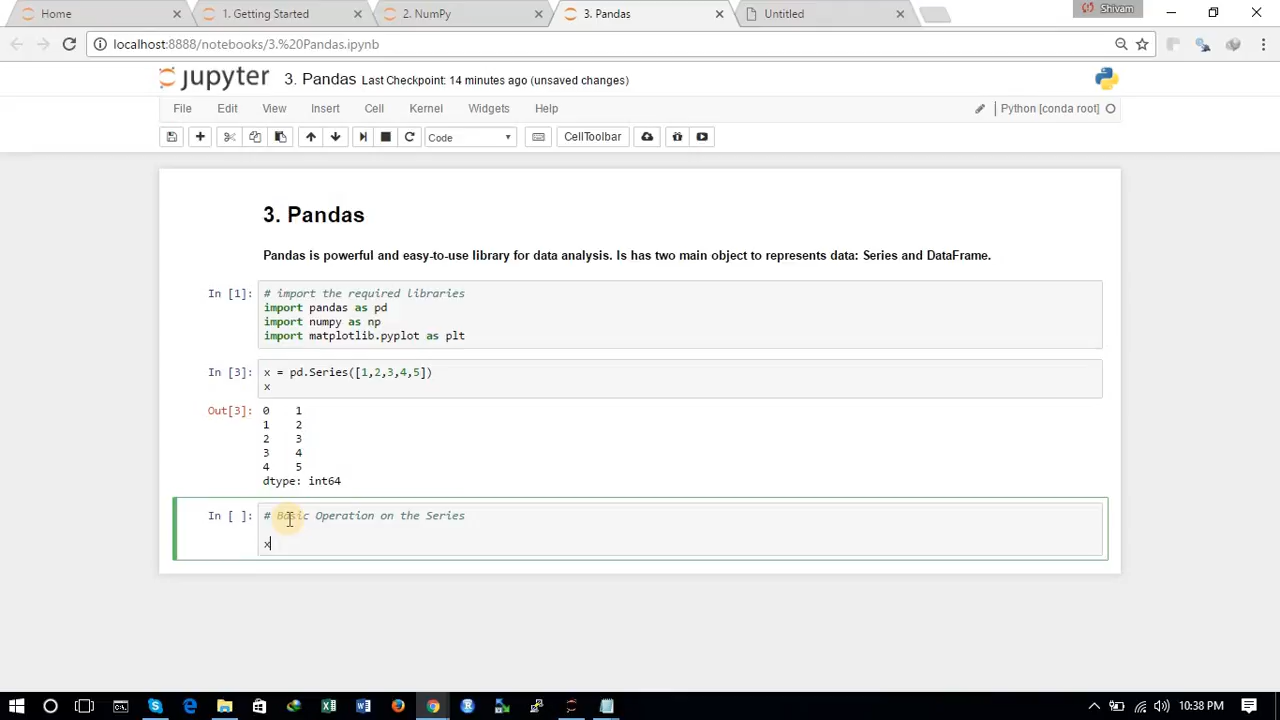 Home
1. Getting Started
2. NumPy
3. Pandas
Untitled
Shivam
localhost:8888/notebooks/3.%20Pandas.ipynb
jupyter 3. Pandas Last Checkpoint: 14 minutes ago (unsaved changes)
File Edit View Insert Cell Kernel Widgets Help Python [conda root]
Code CellToolbar
3. Pandas
Pandas is powerful and easy-to-use library for data analysis. Is has two main object to represents data: Series and DataFrame.
In [1]: # import the required libraries
import pandas as pd
import numpy as np
import matplotlib.pyplot as plt
In [3]: x = pd.Series([1,2,3,4,5])
x
Out[3]: 0 1
1 2
2 3
3 4
4 5
dtype: int64
In [ ]: # Basic Operation on the Series
x
10:38 PM